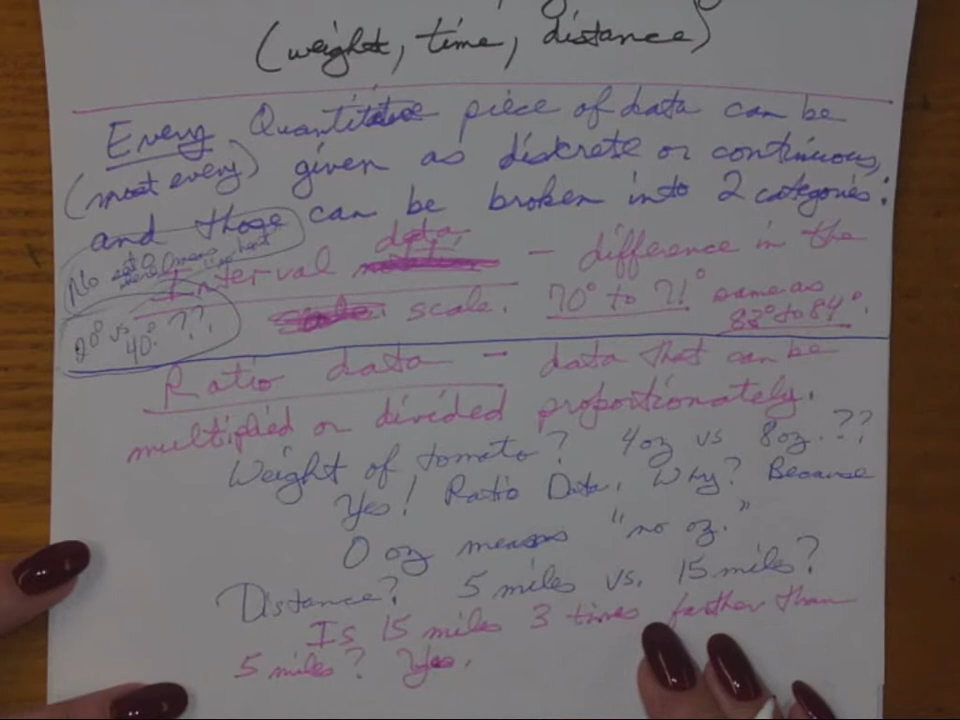 (weight, time, distance)
Every Quantitative piece of data can be
(most every) given as discrete or continuous,
and those can be broken into 2 categories:
No
Interval data - difference in the
scale. 70° to 71° same as
83° to 84°.
20° vs
40° ??
Ratio data - data that can be
multiplied or divided proportionately.
Weight of tomato? 4oz vs 8oz.??
Yes! Ratio Data. Why? Because
0 oz means "no oz."
Distance? 5 miles vs. 15 miles?
Is 15 miles 3 times farther than
5 miles? Yes.